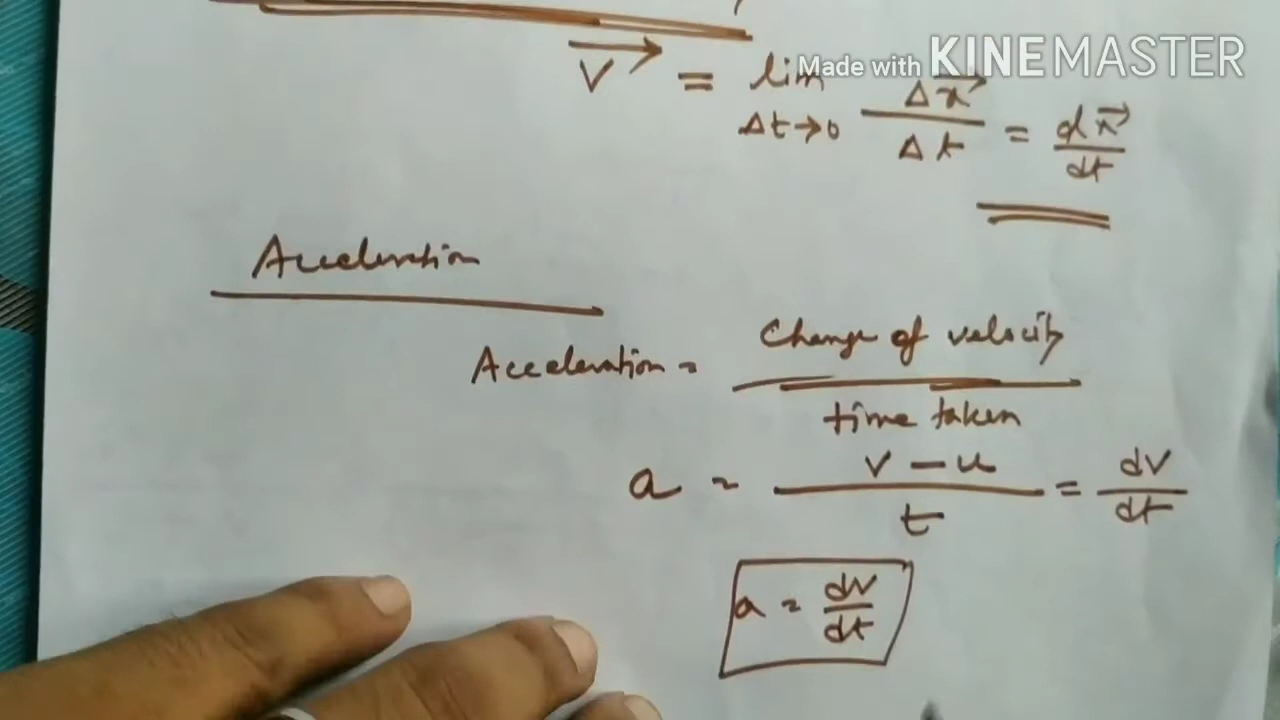 Made with KINEMASTER
v⃗ = lim Δt→0 Δx⃗/Δt = dx⃗/dt
Acceleration
Acceleration = Change of velocity / time taken
a = v - u / t = dv/dt
a = dv/dt